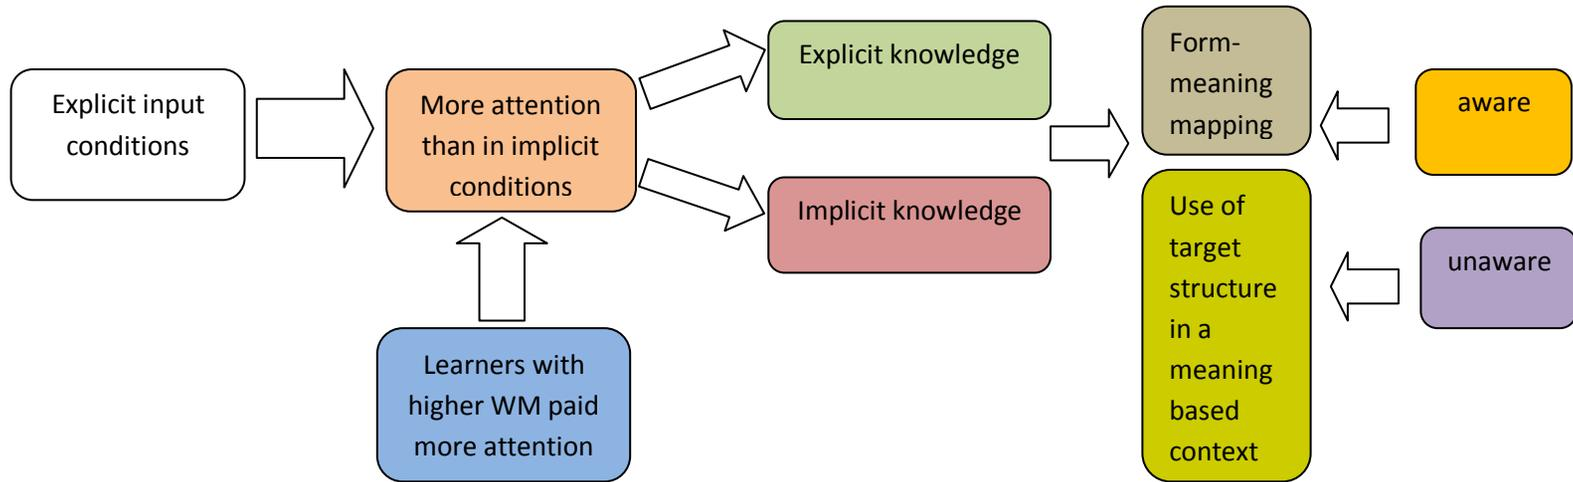 Explicit input
conditions
More attention
than in implicit
conditions
Learners with
higher WM paid
more attention
Explicit knowledge
Implicit knowledge
Form-
meaning
mapping
Use of
target
structure
in a
meaning
based
context
aware
unaware